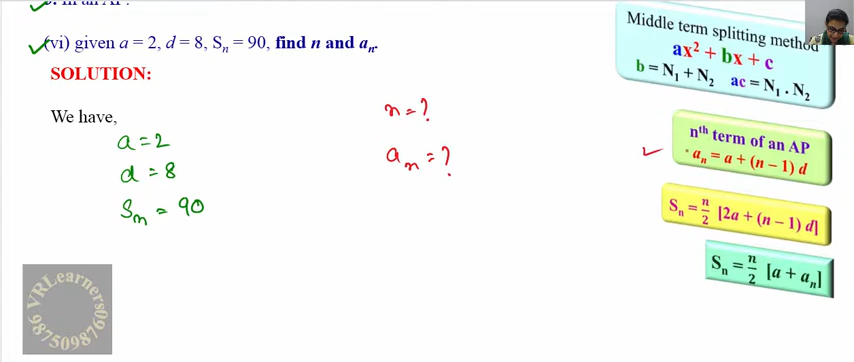 (vi) given a = 2, d = 8, Sₙ = 90, find n and aₙ.
SOLUTION:
We have,
a = 2
d = 8
Sₙ = 90
n = ?
aₙ = ?
Middle term splitting method
ax² + bx + c
b = N₁ + N₂ ac = N₁ . N₂
nᵗʰ term of an AP
aₙ = a + (n – 1) d
Sₙ = n/2 [2a + (n – 1) d]
Sₙ = n/2 [a + aₙ]
VRLearners
9875098760